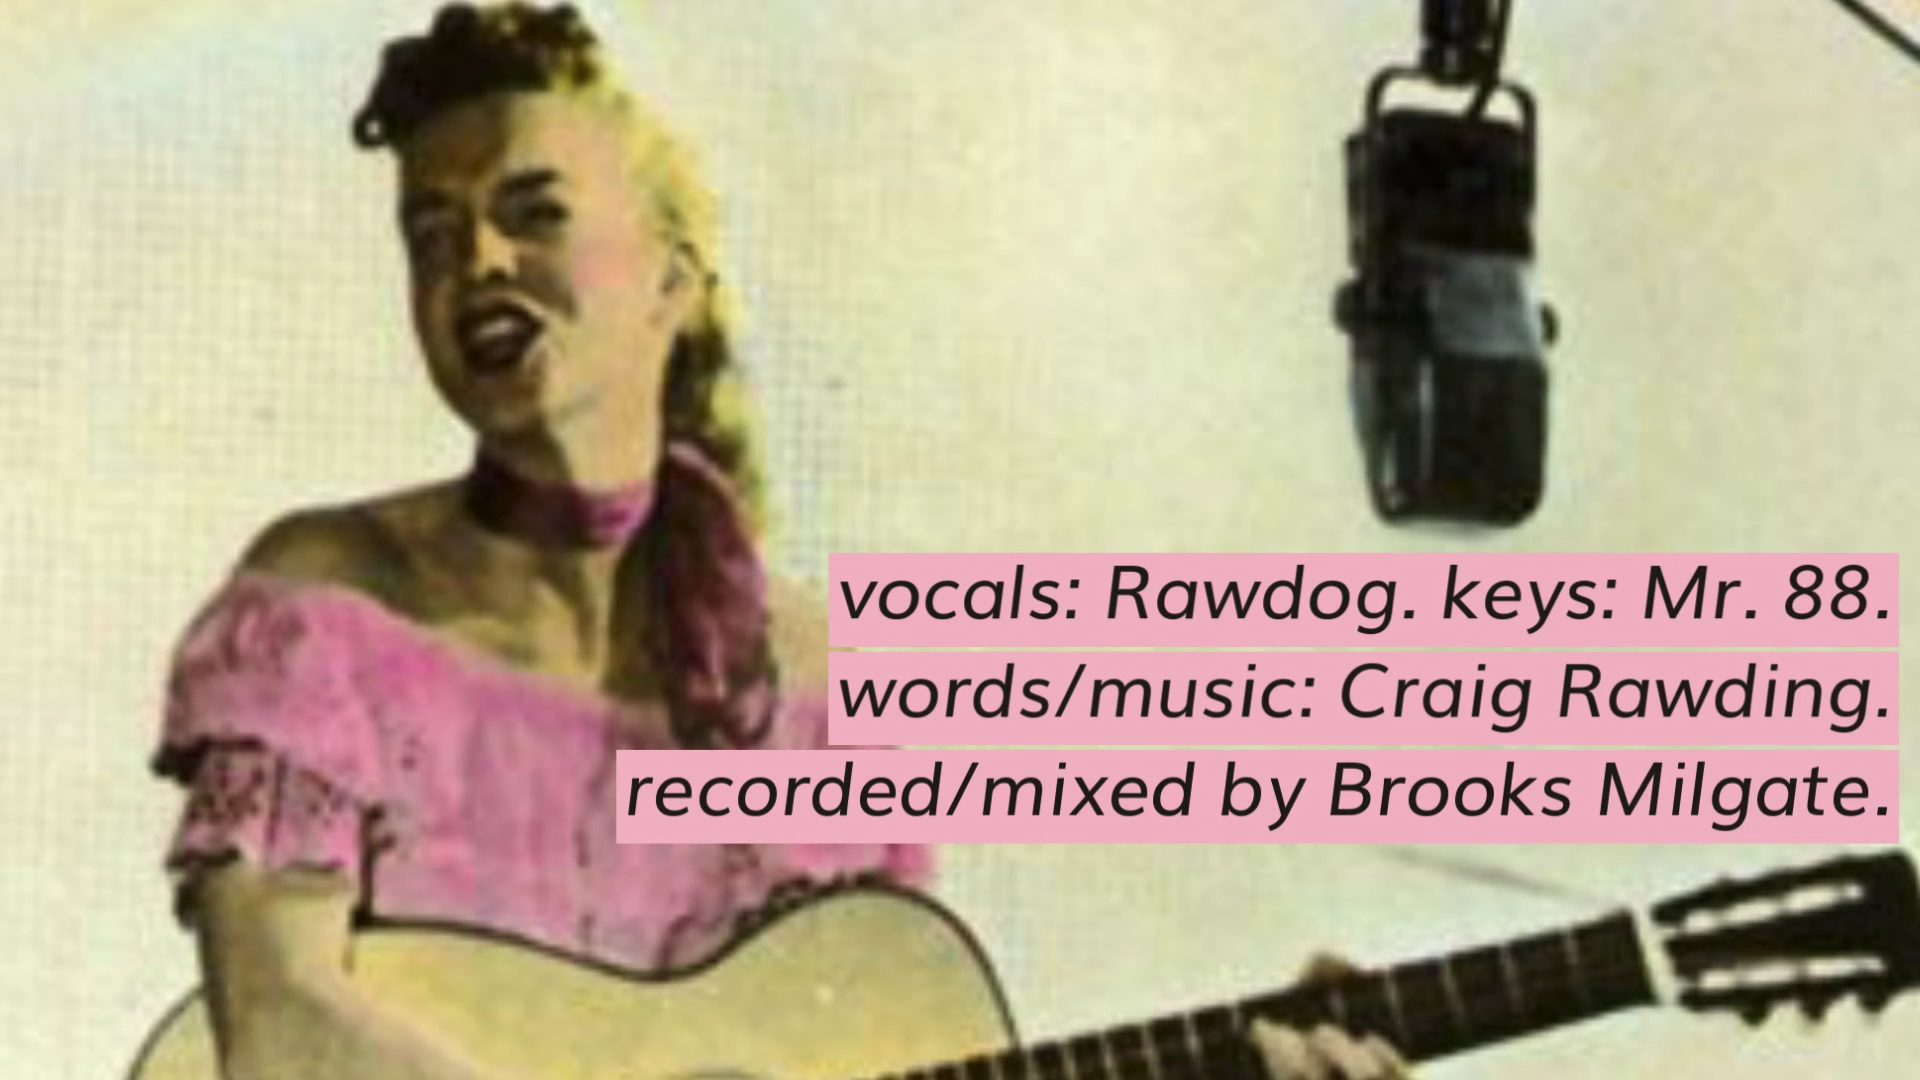 vocals: Rawdog. keys: Mr. 88.
words/music: Craig Rawding.
recorded/mixed by Brooks Milgate.